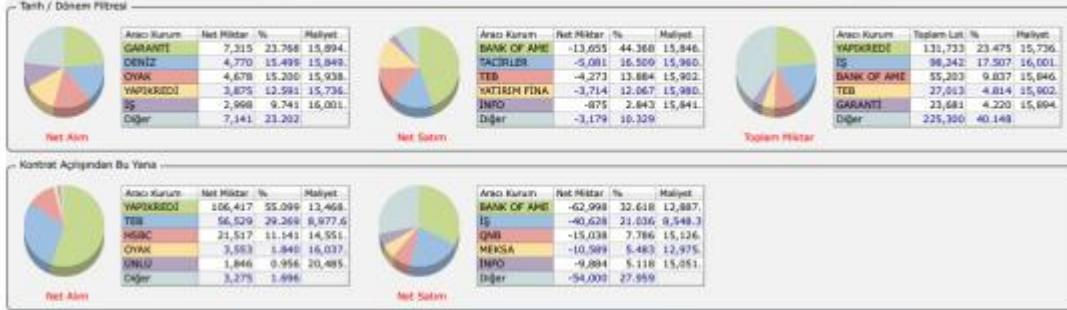 Tarih / Dönem Filtresi
Aracı Kurum Net Miktar % Maliyet
GARANTİ 7,315 23.768 15,894.
DENİZ 4,770 15.499 15,849.
OYAK 4,678 15.200 15,938.
YAPIKREDİ 3,875 12.591 15,736.
İŞ 2,998 9.741 16,001.
Diğer 7,141 23.202
Net Alım
Aracı Kurum Net Miktar % Maliyet
BANK OF AME -13,655 44.368 15,846.
TACİRLER -5,081 16.509 15,960.
TEB -4,273 13.884 15,902.
YATIRIM FİNA -3,714 12.067 15,980.
İNFO -875 2.843 15,841.
Diğer -3,179 10.329
Net Satım
Aracı Kurum Toplam Lot % Maliyet
YAPIKREDİ 131,733 23.475 15,736.
İŞ 98,242 17.507 16,001.
BANK OF AME 55,203 9.837 15,846.
TEB 27,013 4.814 15,902.
GARANTİ 23,681 4.220 15,894.
Diğer 225,300 40.148
Toplam Miktar
Kontrat Açılışından Bu Yana
Aracı Kurum Net Miktar % Maliyet
YAPIKREDİ 106,417 55.099 13,468.
TEB 56,529 29.269 8,977.6
HSBC 21,517 11.141 14,551.
OYAK 3,553 1.840 16,037.
ÜNLÜ 1,846 0.956 20,485.
Diğer 3,275 1.696
Net Alım
Aracı Kurum Net Miktar % Maliyet
BANK OF AME -62,998 32.618 12,887.
İŞ -40,628 21.036 9,548.3
QNB -15,038 7.786 15,126.
MEKSA -10,589 5.483 12,975.
İNFO -9,884 5.118 15,051.
Diğer -54,000 27.959
Net Satım